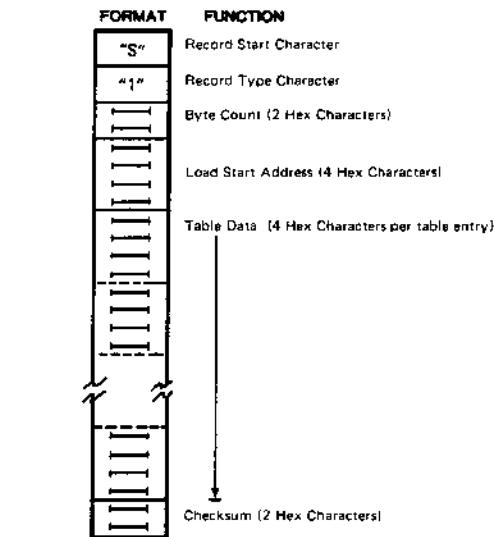 FORMAT FUNCTION
"S" Record Start Character
"1" Record Type Character
Byte Count (2 Hex Characters)
Load Start Address (4 Hex Characters)
Table Data (4 Hex Characters per table entry)
Checksum (2 Hex Characters)